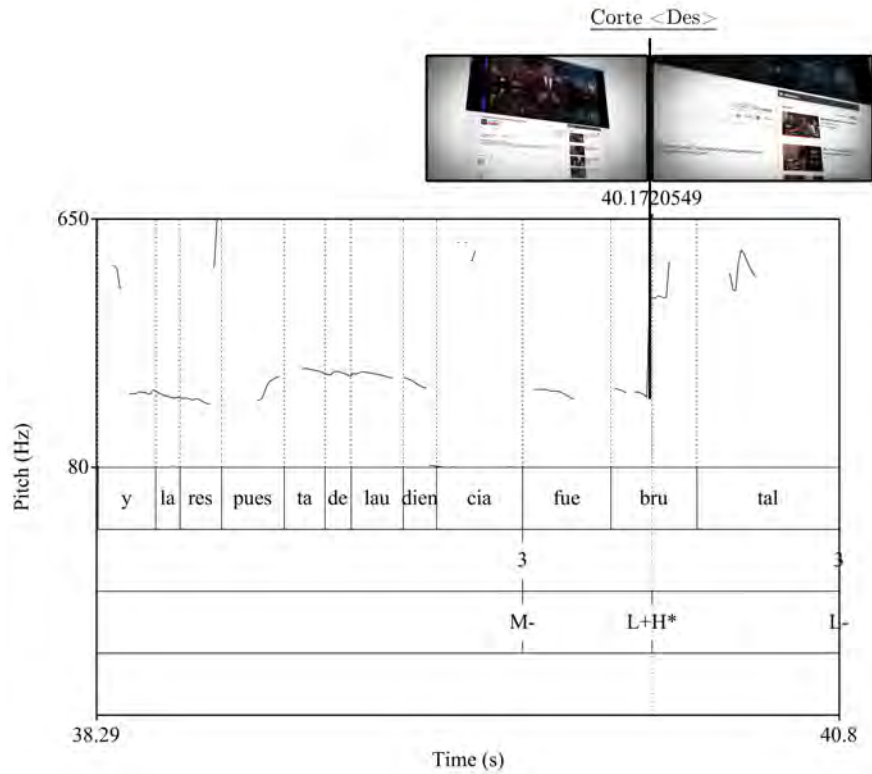 Corte <Des>
40.1720549
650
Pitch (Hz)
80
y la res pues ta de lau dien cia fue bru tal
3 3
M- L+H* L-
38.29 40.8
Time (s)